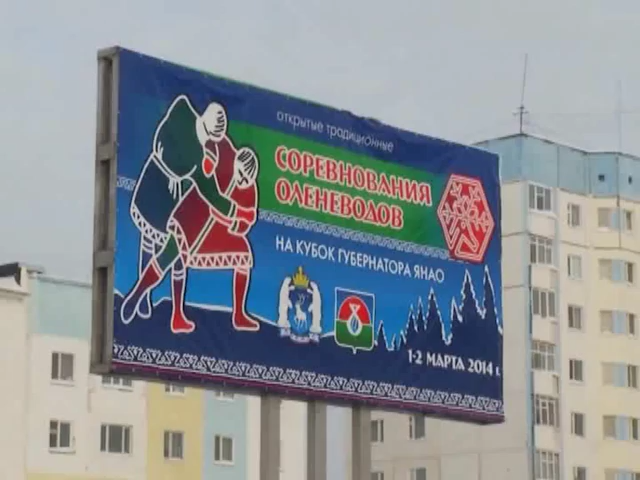 открытые традиционные
СОРЕВНОВАНИЯ
ОЛЕНЕВОДОВ
НА КУБОК ГУБЕРНАТОРА ЯНАО
1-2 МАРТА 2014 г.